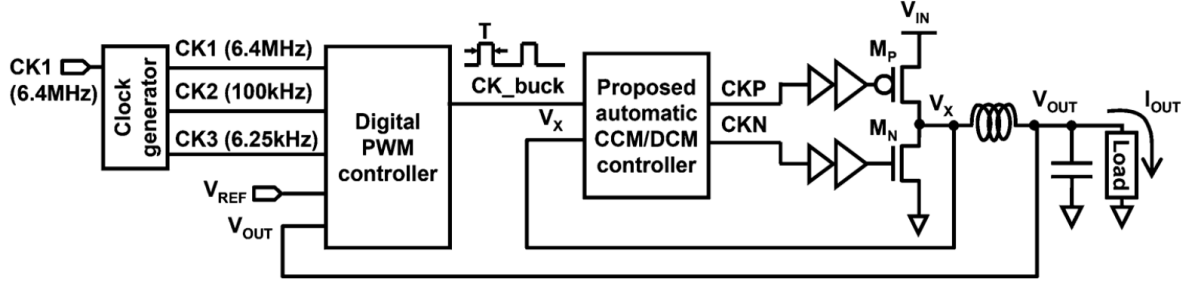 CK1
(6.4MHz)
Clock
generator
CK1 (6.4MHz)
CK2 (100kHz)
CK3 (6.25kHz)
V_REF
V_OUT
Digital
PWM
controller
T
CK_buck
V_X
Proposed
automatic
CCM/DCM
controller
CKP
CKN
V_IN
M_P
M_N
V_X
V_OUT
I_OUT
Load